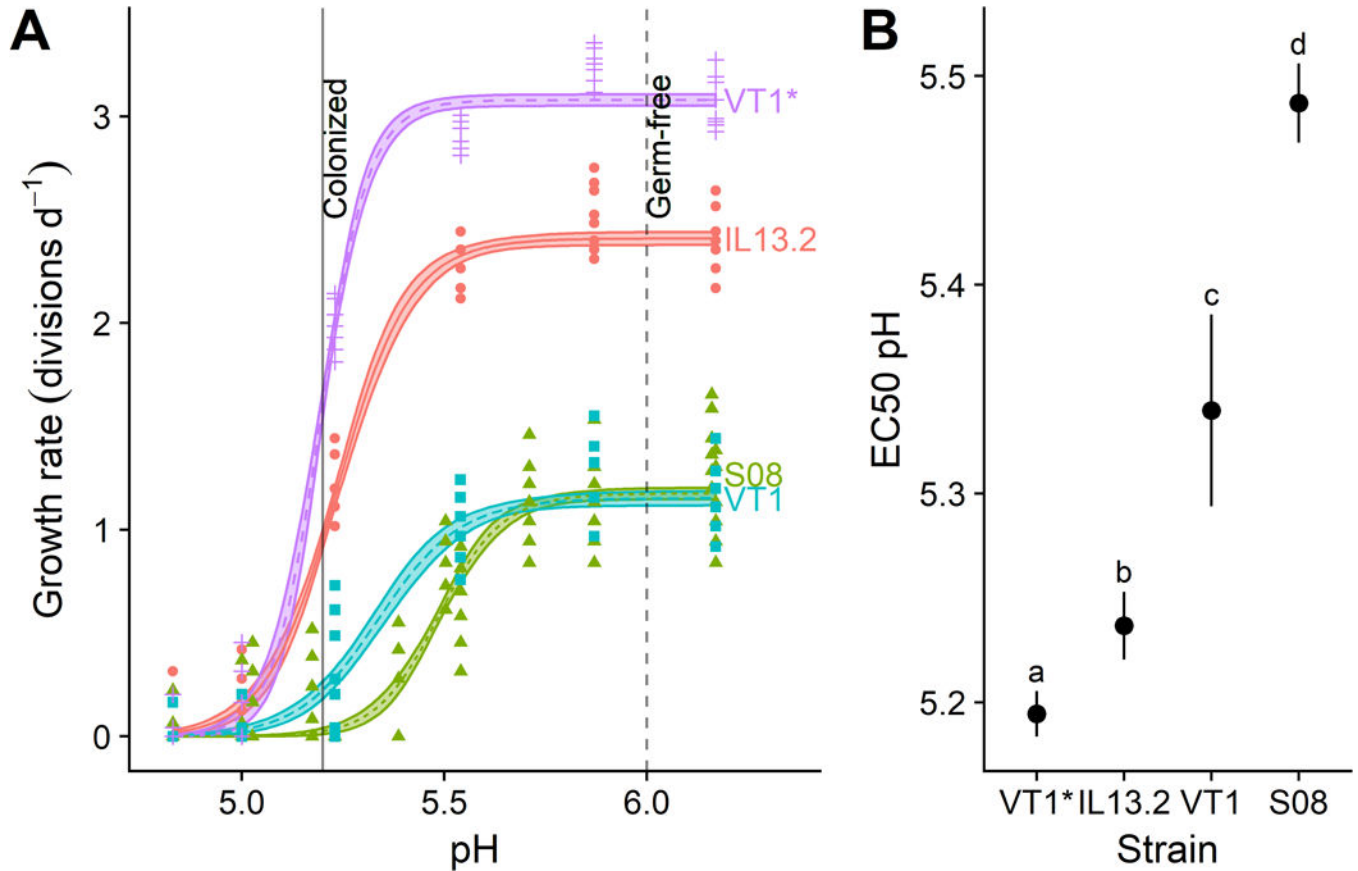 A
Growth rate (divisions d⁻¹)
3
2
1
0
Colonized
Germ-free
VT1*
IL13.2
S08
VT1
5.0
5.5
6.0
pH
B
EC50 pH
5.5
5.4
5.3
5.2
a
b
c
d
VT1*
IL13.2
VT1
S08
Strain